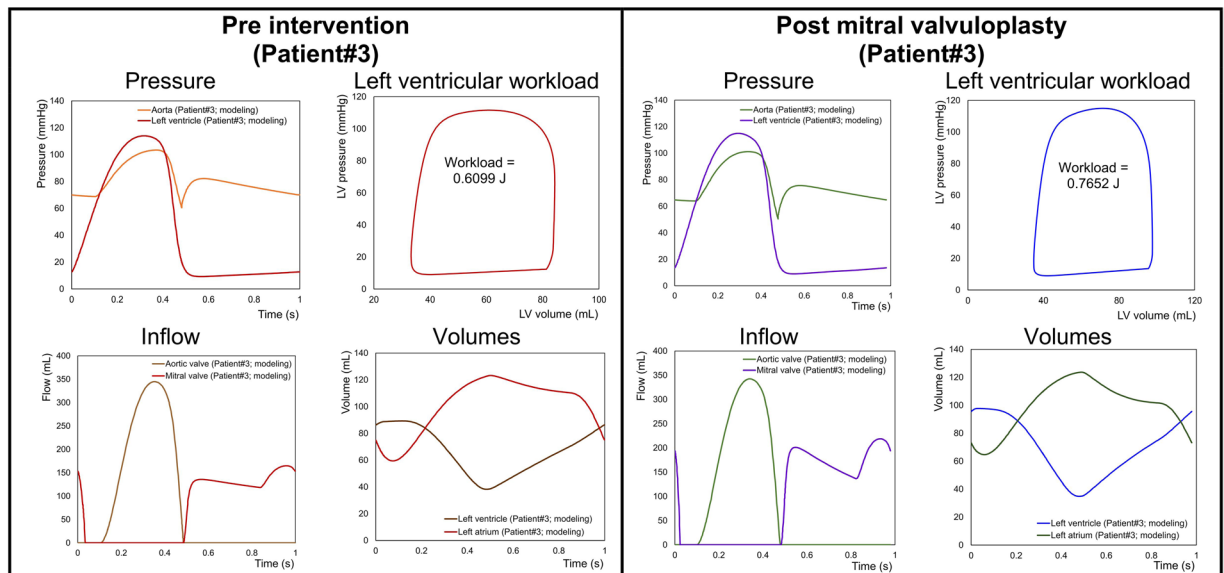 Pre intervention
(Patient#3)
Pressure
Pressure (mmHg)
140
120
100
80
60
40
20
0
Aorta (Patient#3; modeling)
Left ventricle (Patient#3; modeling)
0 0.2 0.4 0.6 0.8 1
Time (s)
Left ventricular workload
LV pressure (mmHg)
120
100
80
60
40
20
0
Workload =
0.6099 J
20 40 60 80 100
LV volume (mL)
Inflow
Flow (mL)
400
350
300
250
200
150
100
50
0
Aortic valve (Patient#3; modeling)
Mitral valve (Patient#3; modeling)
0 0.2 0.4 0.6 0.8 1
Time (s)
Volumes
Volume (mL)
140
120
100
80
60
40
20
0
Left ventricle (Patient#3; modeling)
Left atrium (Patient#3; modeling)
0 0.2 0.4 0.6 0.8 1
Time (s)
Post mitral valvuloplasty
(Patient#3)
Pressure
Pressure (mmHg)
140
120
100
80
60
40
20
0
Aorta (Patient#3; modeling)
Left ventricle (Patient#3; modeling)
0 0.2 0.4 0.6 0.8 1
Time (s)
Left ventricular workload
LV pressure (mmHg)
120
100
80
60
40
20
0
Workload =
0.7652 J
0 20 40 60 80 100 120
LV volume (mL)
Inflow
Flow (mL)
400
350
300
250
200
150
100
50
0
Aortic valve (Patient#3; modeling)
Mitral valve (Patient#3; modeling)
0 0.2 0.4 0.6 0.8 1
Time (s)
Volumes
Volume (mL)
140
120
100
80
60
40
20
0
Left ventricle (Patient#3; modeling)
Left atrium (Patient#3; modeling)
0 0.2 0.4 0.6 0.8 1
Time (s)